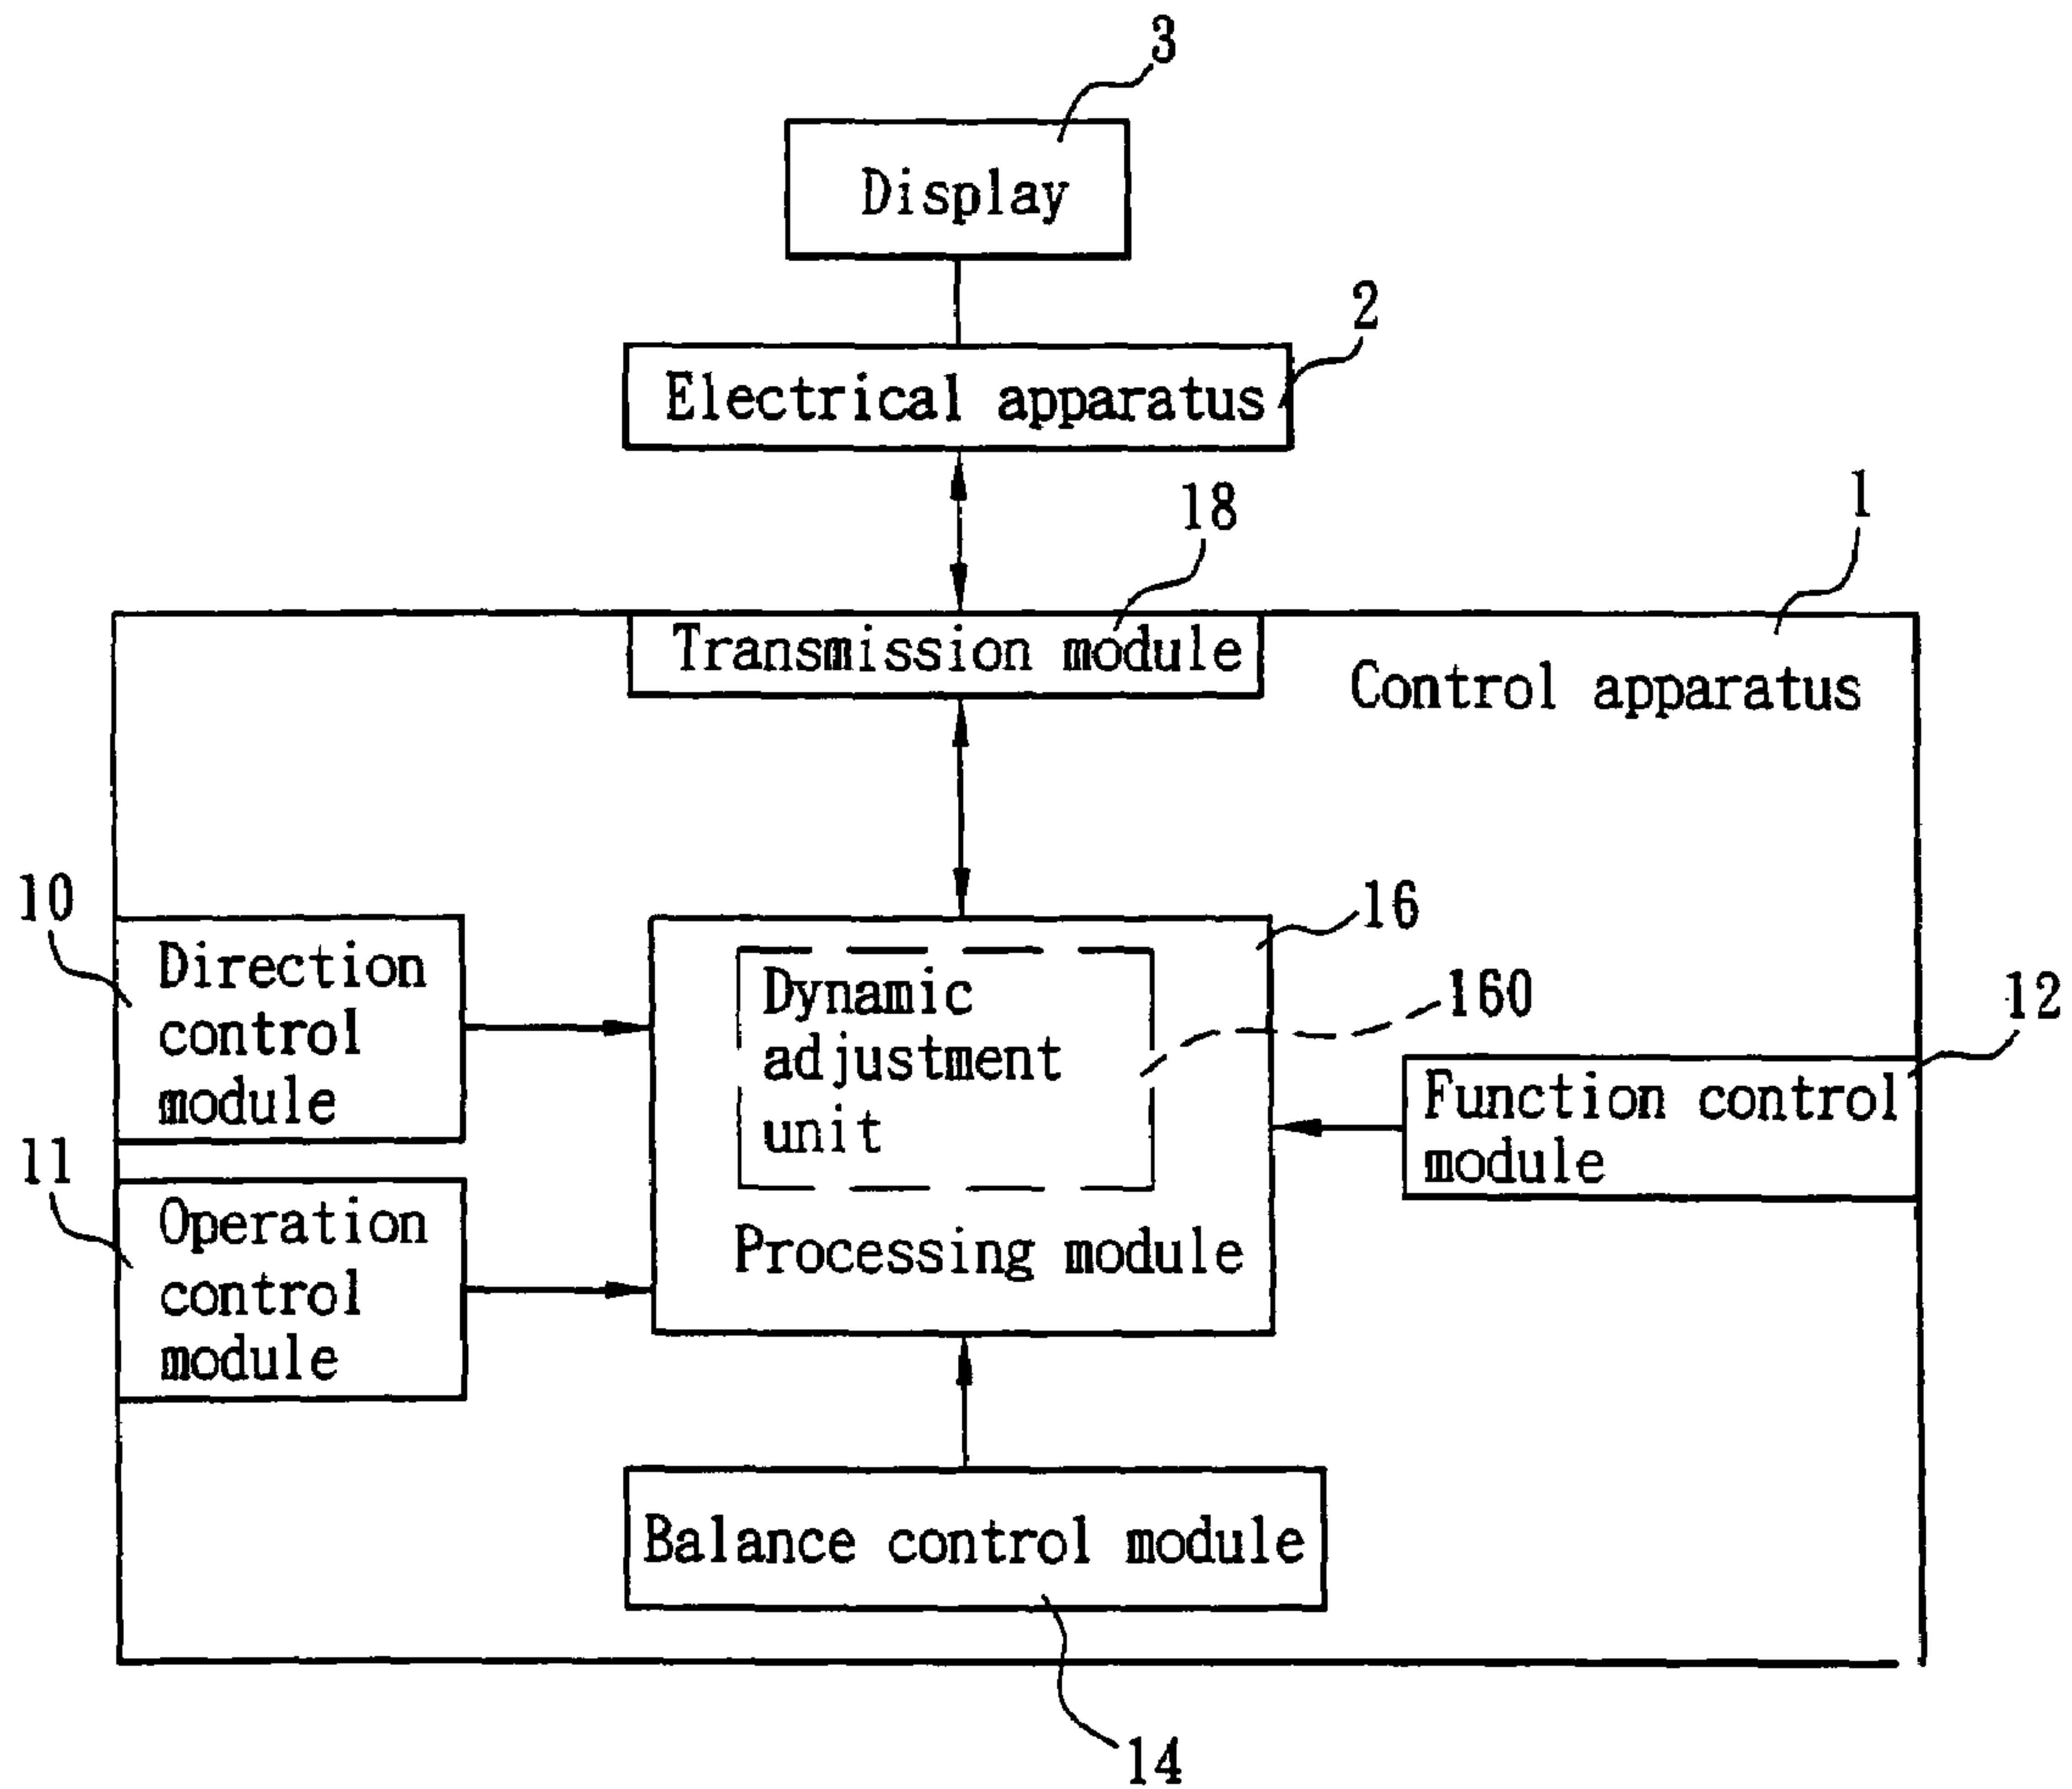 3
Display
2
Electrical apparatus
18
1
Transmission module
Control apparatus
10
Direction
control
module
16
Dynamic
adjustment
unit
160
12
Function control
module
11
Operation
control
module
Processing module
Balance control module
14